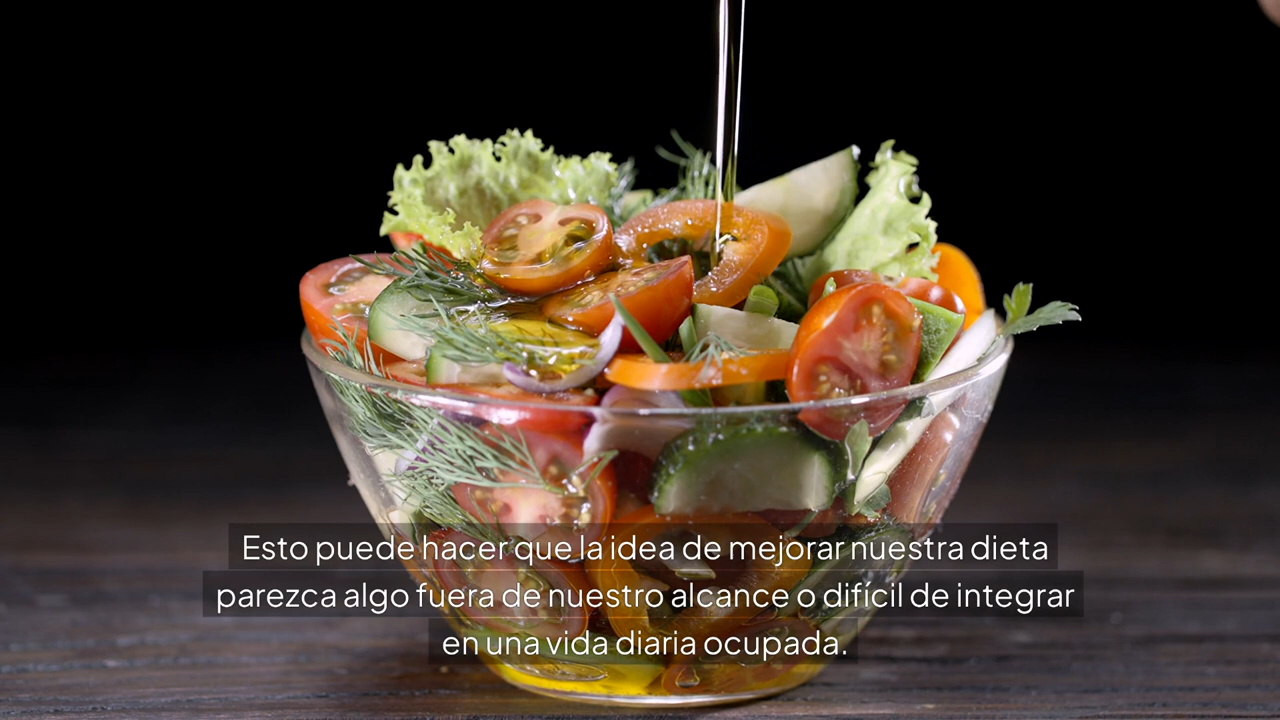 Esto puede hacer que la idea de mejorar nuestra dieta
parezca algo fuera de nuestro alcance o difícil de integrar
en una vida diaria ocupada.